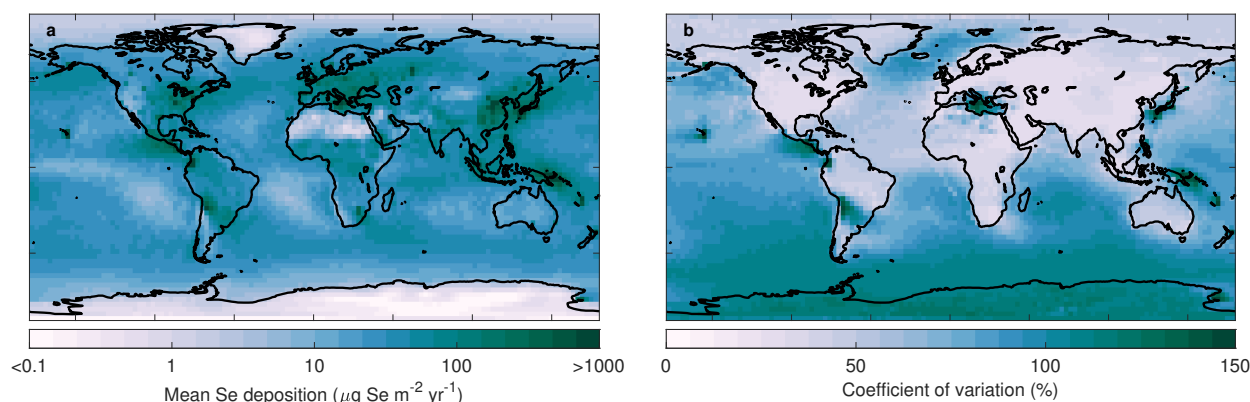 a
b
<0.1 1 10 100 >1000
Mean Se deposition (μg Se m⁻² yr⁻¹)
0 50 100 150
Coefficient of variation (%)